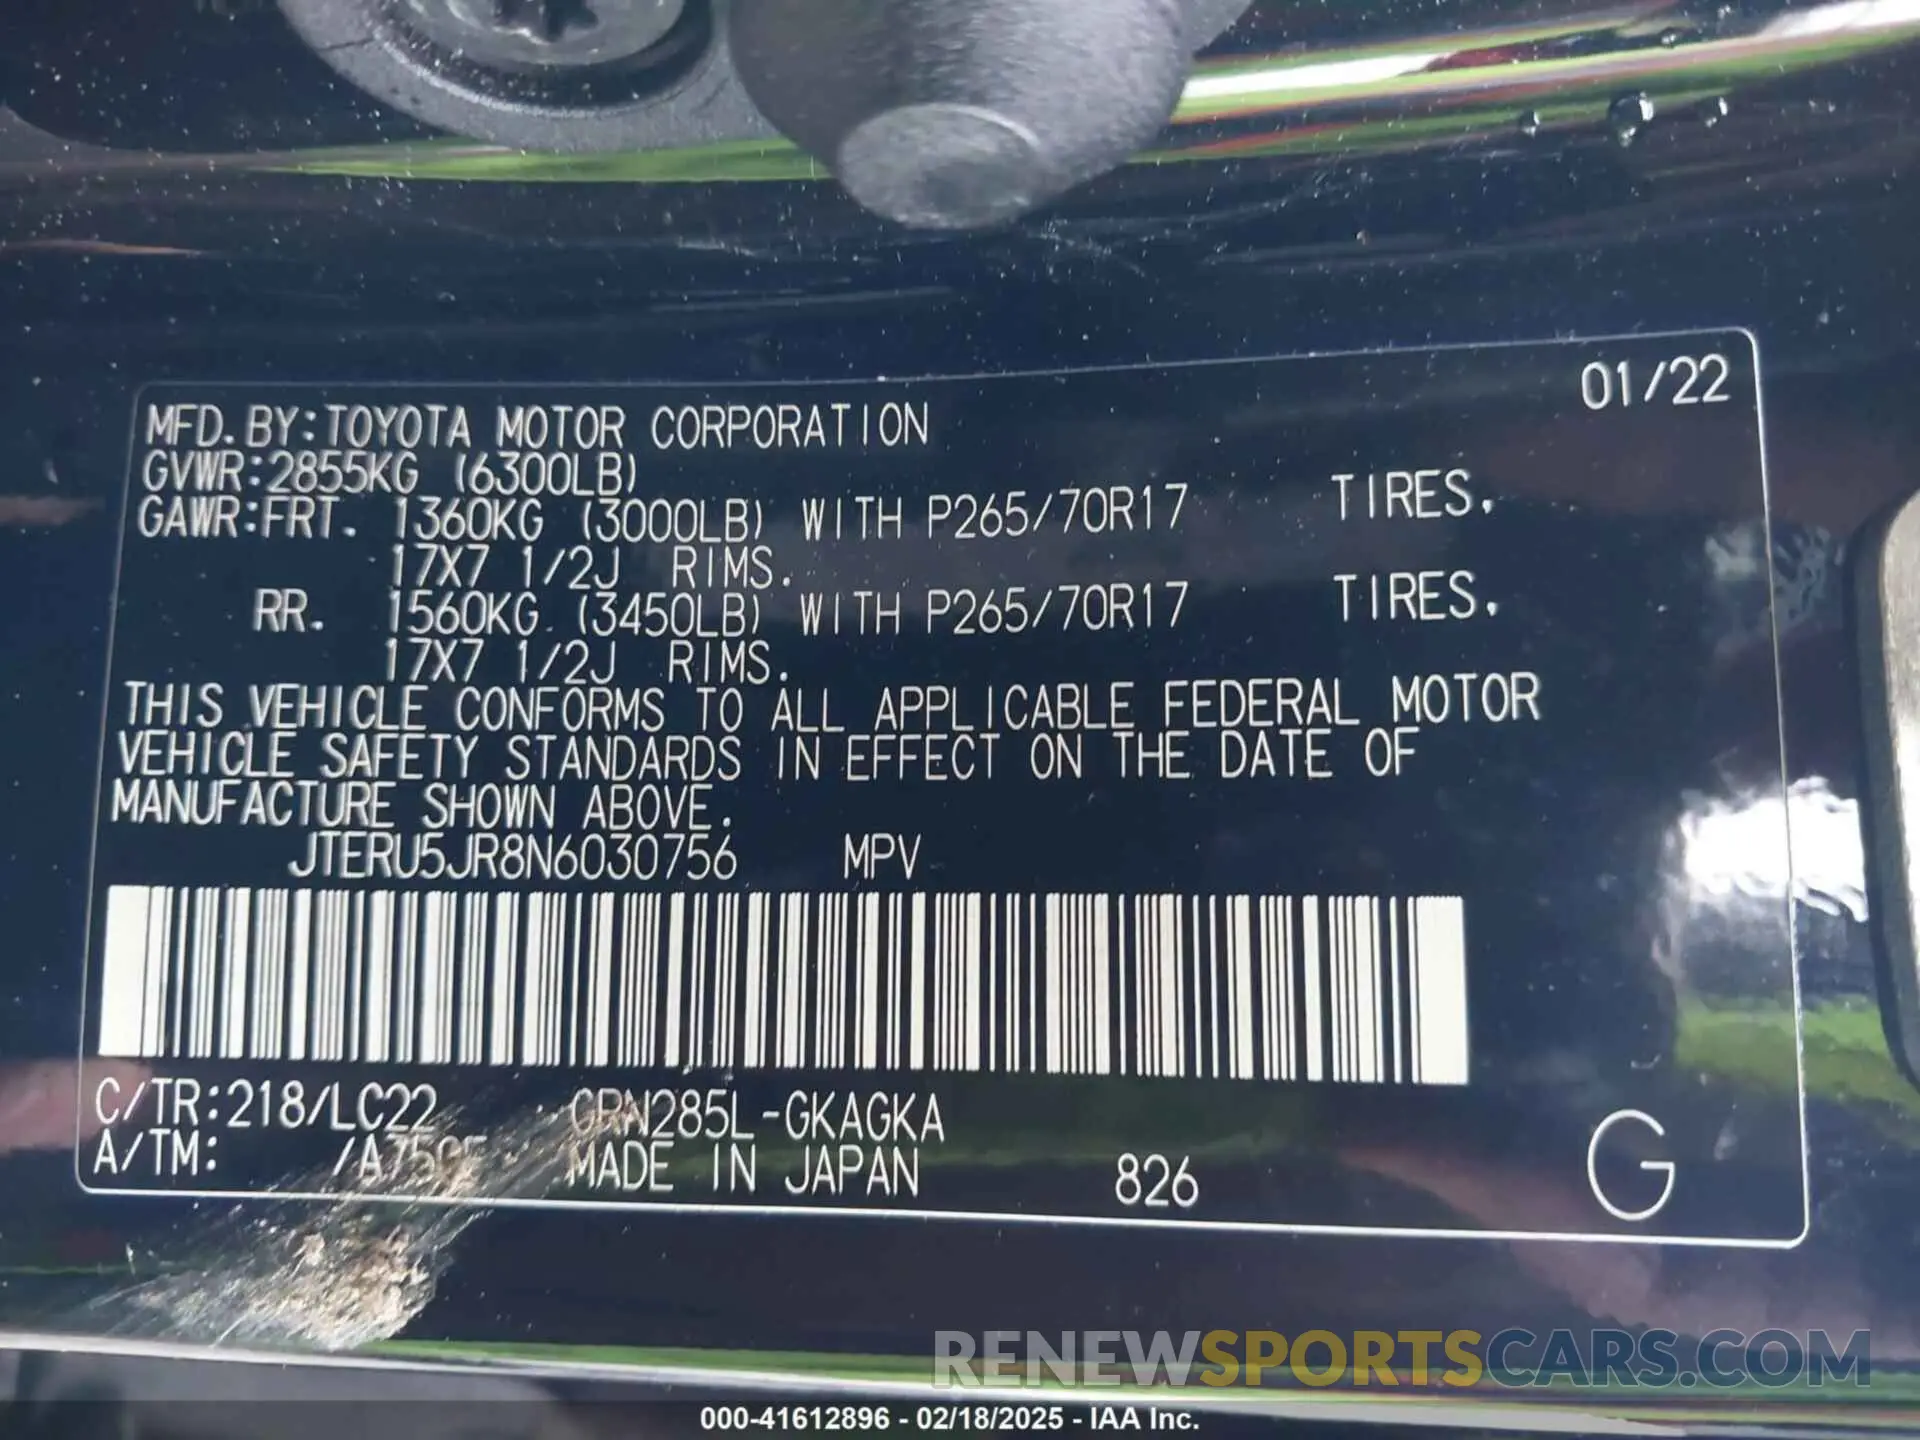 01/22
MFD.BY:TOYOTA MOTOR CORPORATION
GVWR:2855KG (6300LB)
GAWR:FRT. 1360KG (3000LB) WITH P265/70R17 TIRES.
17X7 1/2J RIMS.
RR. 1560KG (3450LB) WITH P265/70R17 TIRES.
17X7 1/2J RIMS.
THIS VEHICLE CONFORMS TO ALL APPLICABLE FEDERAL MOTOR
VEHICLE SAFETY STANDARDS IN EFFECT ON THE DATE OF
MANUFACTURE SHOWN ABOVE.
JTERU5JR8N6030756 MPV
C/TR:218/LC22 GRN285L-GKAGKA
A/TM: MADE IN JAPAN 826 G
RENEWSPORTSCARS.COM
000-41612896 - 02/18/2025 - IAA Inc.